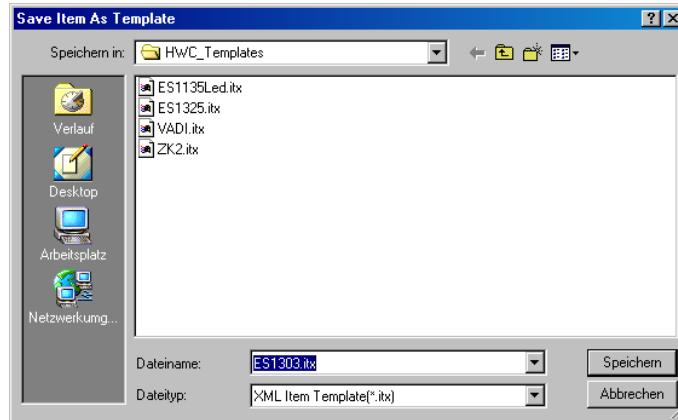 Save Item As Template
Speichern in: HWC_Templates
ES1135Led.itx
ES1325.itx
VADI.itx
ZK2.itx
Verlauf
Desktop
Arbeitsplatz
Netzwerkumg...
Dateiname: ES1303.itx Speichern
Dateityp: XML Item Template(*.itx) Abbrechen